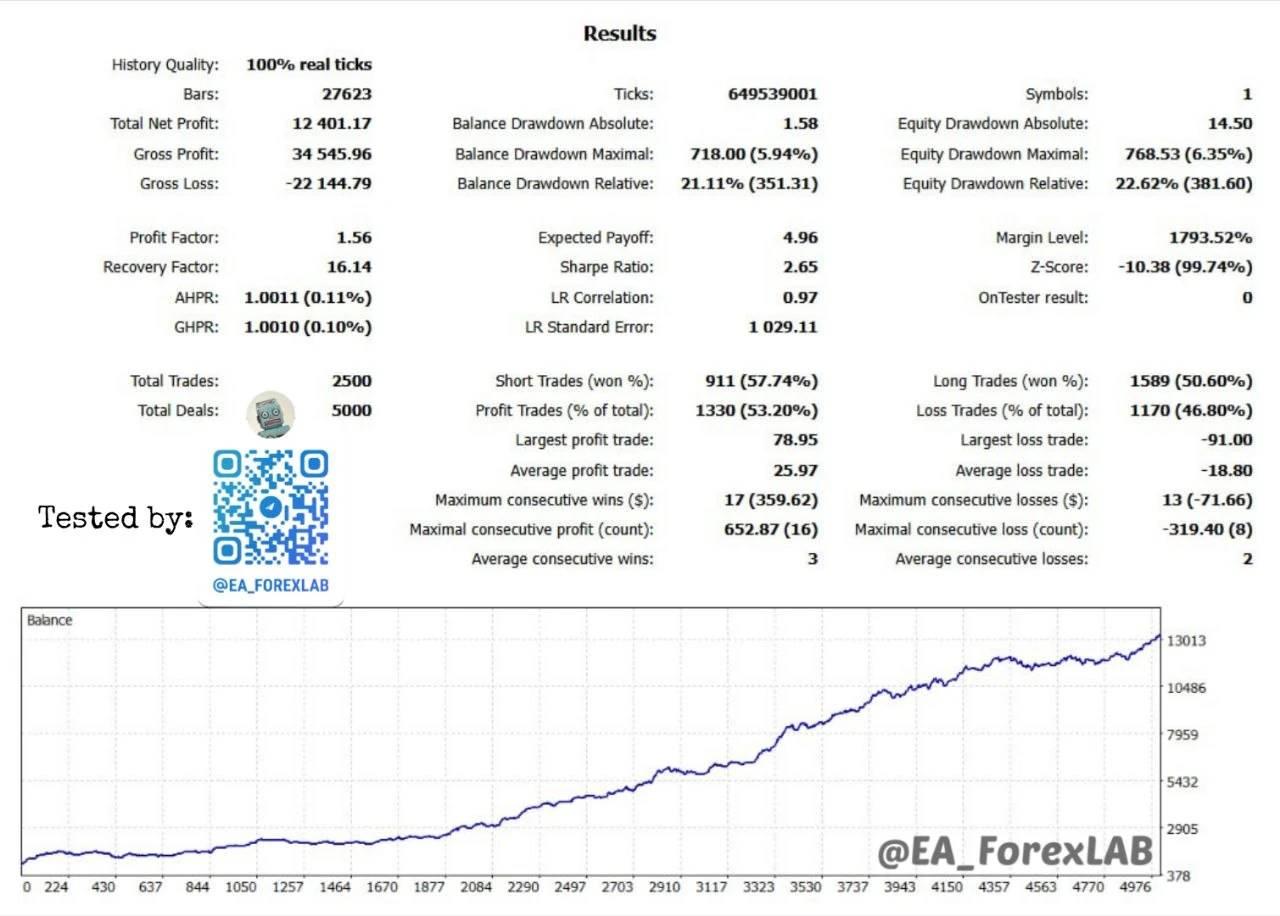 Results
History Quality: 100% real ticks
Bars: 27623 Ticks: 649539001 Symbols: 1
Total Net Profit: 12 401.17 Balance Drawdown Absolute: 1.58 Equity Drawdown Absolute: 14.50
Gross Profit: 34 545.96 Balance Drawdown Maximal: 718.00 (5.94%) Equity Drawdown Maximal: 768.53 (6.35%)
Gross Loss: -22 144.79 Balance Drawdown Relative: 21.11% (351.31) Equity Drawdown Relative: 22.62% (381.60)
Profit Factor: 1.56 Expected Payoff: 4.96 Margin Level: 1793.52%
Recovery Factor: 16.14 Sharpe Ratio: 2.65 Z-Score: -10.38 (99.74%)
AHPR: 1.0011 (0.11%) LR Correlation: 0.97 OnTester result: 0
GHPR: 1.0010 (0.10%) LR Standard Error: 1 029.11
Total Trades: 2500 Short Trades (won %): 911 (57.74%) Long Trades (won %): 1589 (50.60%)
Total Deals: 5000 Profit Trades (% of total): 1330 (53.20%) Loss Trades (% of total): 1170 (46.80%)
Largest profit trade: 78.95 Largest loss trade: -91.00
Average profit trade: 25.97 Average loss trade: -18.80
Maximum consecutive wins ($): 17 (359.62) Maximum consecutive losses ($): 13 (-71.66)
Maximal consecutive profit (count): 652.87 (16) Maximal consecutive loss (count): -319.40 (8)
Average consecutive wins: 3 Average consecutive losses: 2
Tested by:
@EA_FOREXLAB
Balance
13013
10486
7959
5432
2905
378
@EA_ForexLAB
0 224 430 637 844 1050 1257 1464 1670 1877 2084 2290 2497 2703 2910 3117 3323 3530 3737 3943 4150 4357 4563 4770 4976